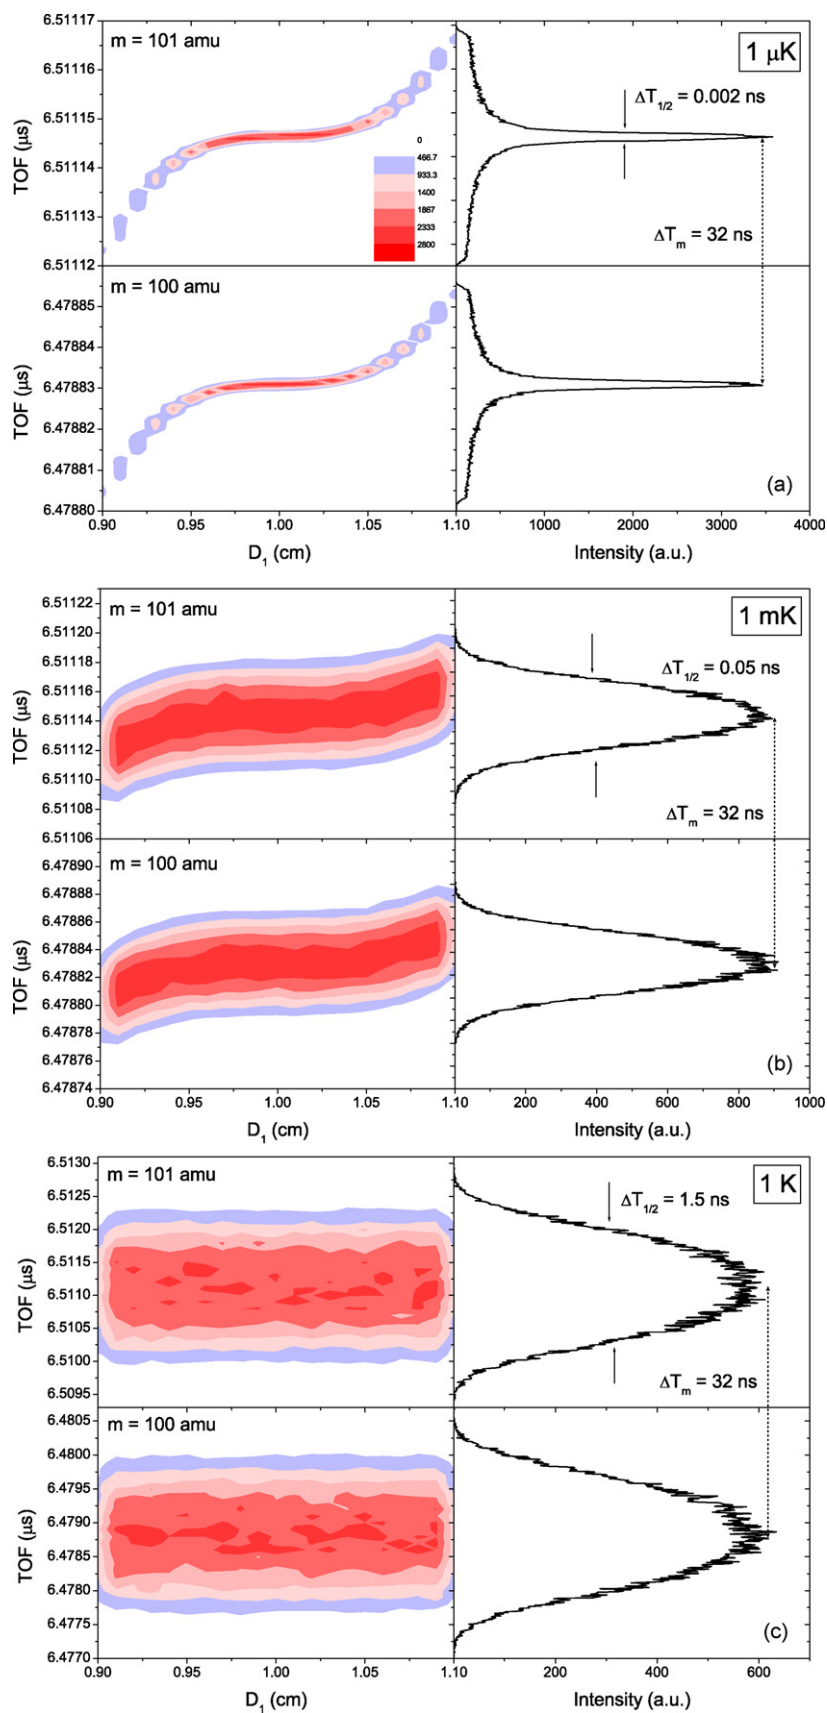 6.51117
6.51116
6.51115
6.51114
6.51113
6.51112
TOF (μs)
m = 101 amu
0
466.7
933.3
1400
1867
2333
2800
1 μK
ΔT1/2 = 0.002 ns
ΔTm = 32 ns
6.47885
6.47884
6.47883
6.47882
6.47881
6.47880
TOF (μs)
m = 100 amu
(a)
0.90 0.95 1.00 1.05 1.10 1000 2000 3000 4000
D1 (cm) Intensity (a.u.)
6.51122
6.51120
6.51118
6.51116
6.51114
6.51112
6.51110
6.51108
6.51106
TOF (μs)
m = 101 amu
1 mK
ΔT1/2 = 0.05 ns
ΔTm = 32 ns
6.47890
6.47888
6.47886
6.47884
6.47882
6.47880
6.47878
6.47876
6.47874
TOF (μs)
m = 100 amu
(b)
0.90 0.95 1.00 1.05 1.10 200 400 600 800 1000
D1 (cm) Intensity (a.u.)
6.5130
6.5125
6.5120
6.5115
6.5110
6.5105
6.5100
6.5095
TOF (μs)
m = 101 amu
1 K
ΔT1/2 = 1.5 ns
ΔTm = 32 ns
6.4805
6.4800
6.4795
6.4790
6.4785
6.4780
6.4775
6.4770
TOF (μs)
m = 100 amu
(c)
0.90 0.95 1.00 1.05 1.10 200 400 600
D1 (cm) Intensity (a.u.)